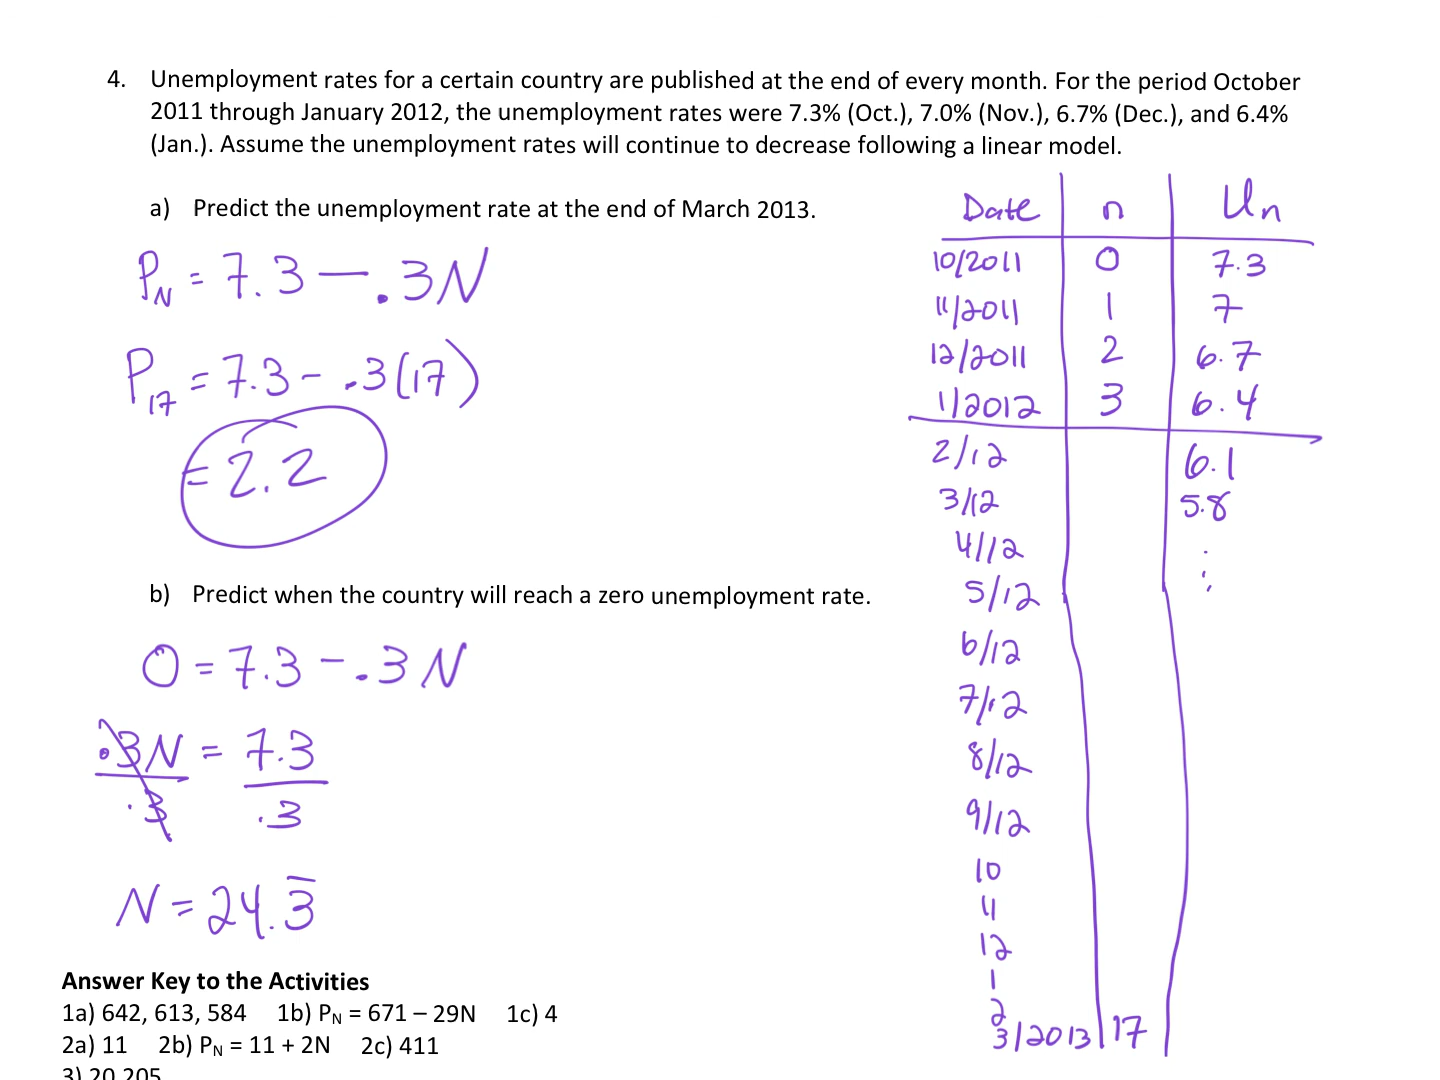 4. Unemployment rates for a certain country are published at the end of every month. For the period October
2011 through January 2012, the unemployment rates were 7.3% (Oct.), 7.0% (Nov.), 6.7% (Dec.), and 6.4%
(Jan.). Assume the unemployment rates will continue to decrease following a linear model.
a) Predict the unemployment rate at the end of March 2013.
P_N = 7.3 - .3N
P_17 = 7.3 - .3(17)
= 2.2
b) Predict when the country will reach a zero unemployment rate.
0 = 7.3 - .3N
.3N = 7.3
.3 .3
N = 24.3̅
Date n U_n
10/2011 0 7.3
11/2011 1 7
12/2011 2 6.7
1/2012 3 6.4
2/12 6.1
3/12 5.8
4/12
5/12
6/12
7/12
8/12
9/12
10
11
12
1
2
3/2013 17
Answer Key to the Activities
1a) 642, 613, 584 1b) P_N = 671 – 29N 1c) 4
2a) 11 2b) P_N = 11 + 2N 2c) 411
3) 20,205